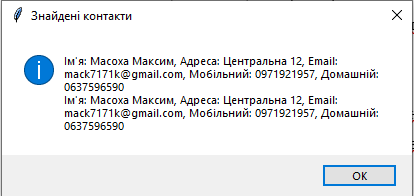 Знайдені контакти
Ім'я: Масоха Максим, Адреса: Центральна 12, Email:
mack7171k@gmail.com, Мобільний: 0971921957, Домашній:
0637596590
Ім'я: Масоха Максим, Адреса: Центральна 12, Email:
mack7171k@gmail.com, Мобільний: 0971921957, Домашній:
0637596590
OK